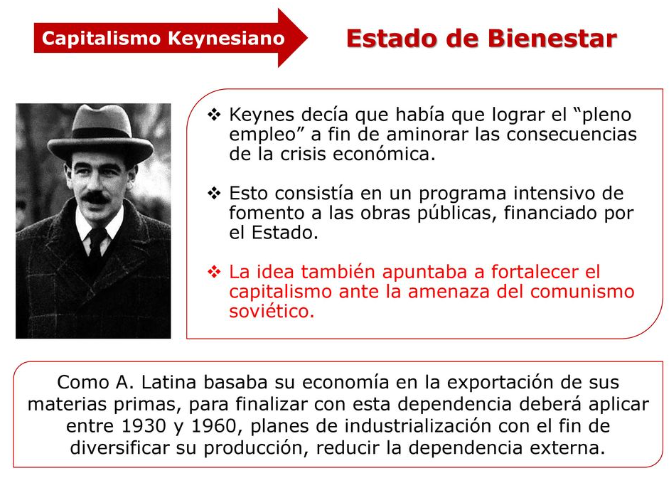 Capitalismo Keynesiano
Estado de Bienestar
❖ Keynes decía que había que lograr el “pleno
empleo” a fin de aminorar las consecuencias
de la crisis económica.
❖ Esto consistía en un programa intensivo de
fomento a las obras públicas, financiado por
el Estado.
❖ La idea también apuntaba a fortalecer el
capitalismo ante la amenaza del comunismo
soviético.
Como A. Latina basaba su economía en la exportación de sus
materias primas, para finalizar con esta dependencia deberá aplicar
entre 1930 y 1960, planes de industrialización con el fin de
diversificar su producción, reducir la dependencia externa.